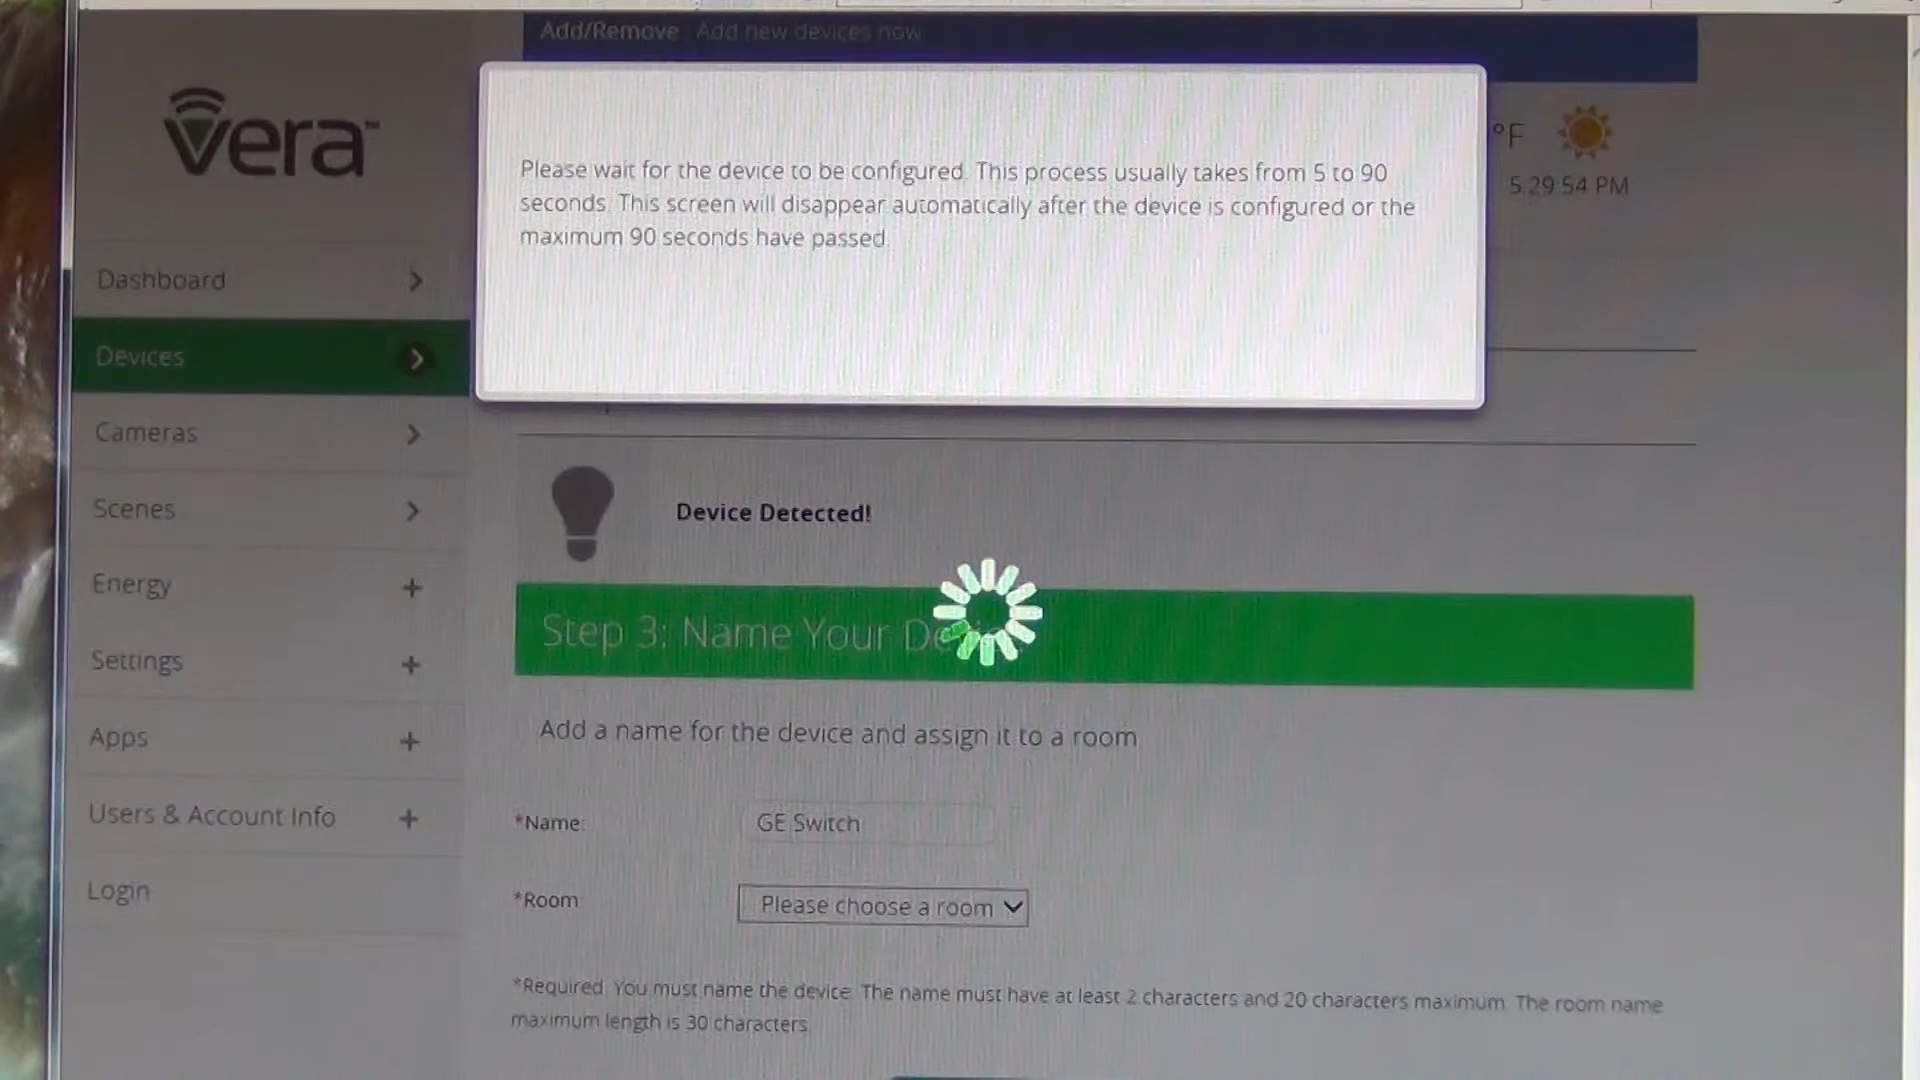 Add/Remove Add new devices now
vera™
°F
5:29:54 PM
Please wait for the device to be configured. This process usually takes from 5 to 90
seconds. This screen will disappear automatically after the device is configured or the
maximum 90 seconds have passed.
Dashboard
Devices
Cameras
Scenes
Energy
Settings
Apps
Users & Account Info
Login
Device Detected!
Step 3: Name Your
Add a name for the device and assign it to a room
*Name:
GE Switch
*Room
Please choose a room
*Required. You must name the device. The name must have at least 2 characters and 20 characters maximum. The room name
maximum length is 30 characters.